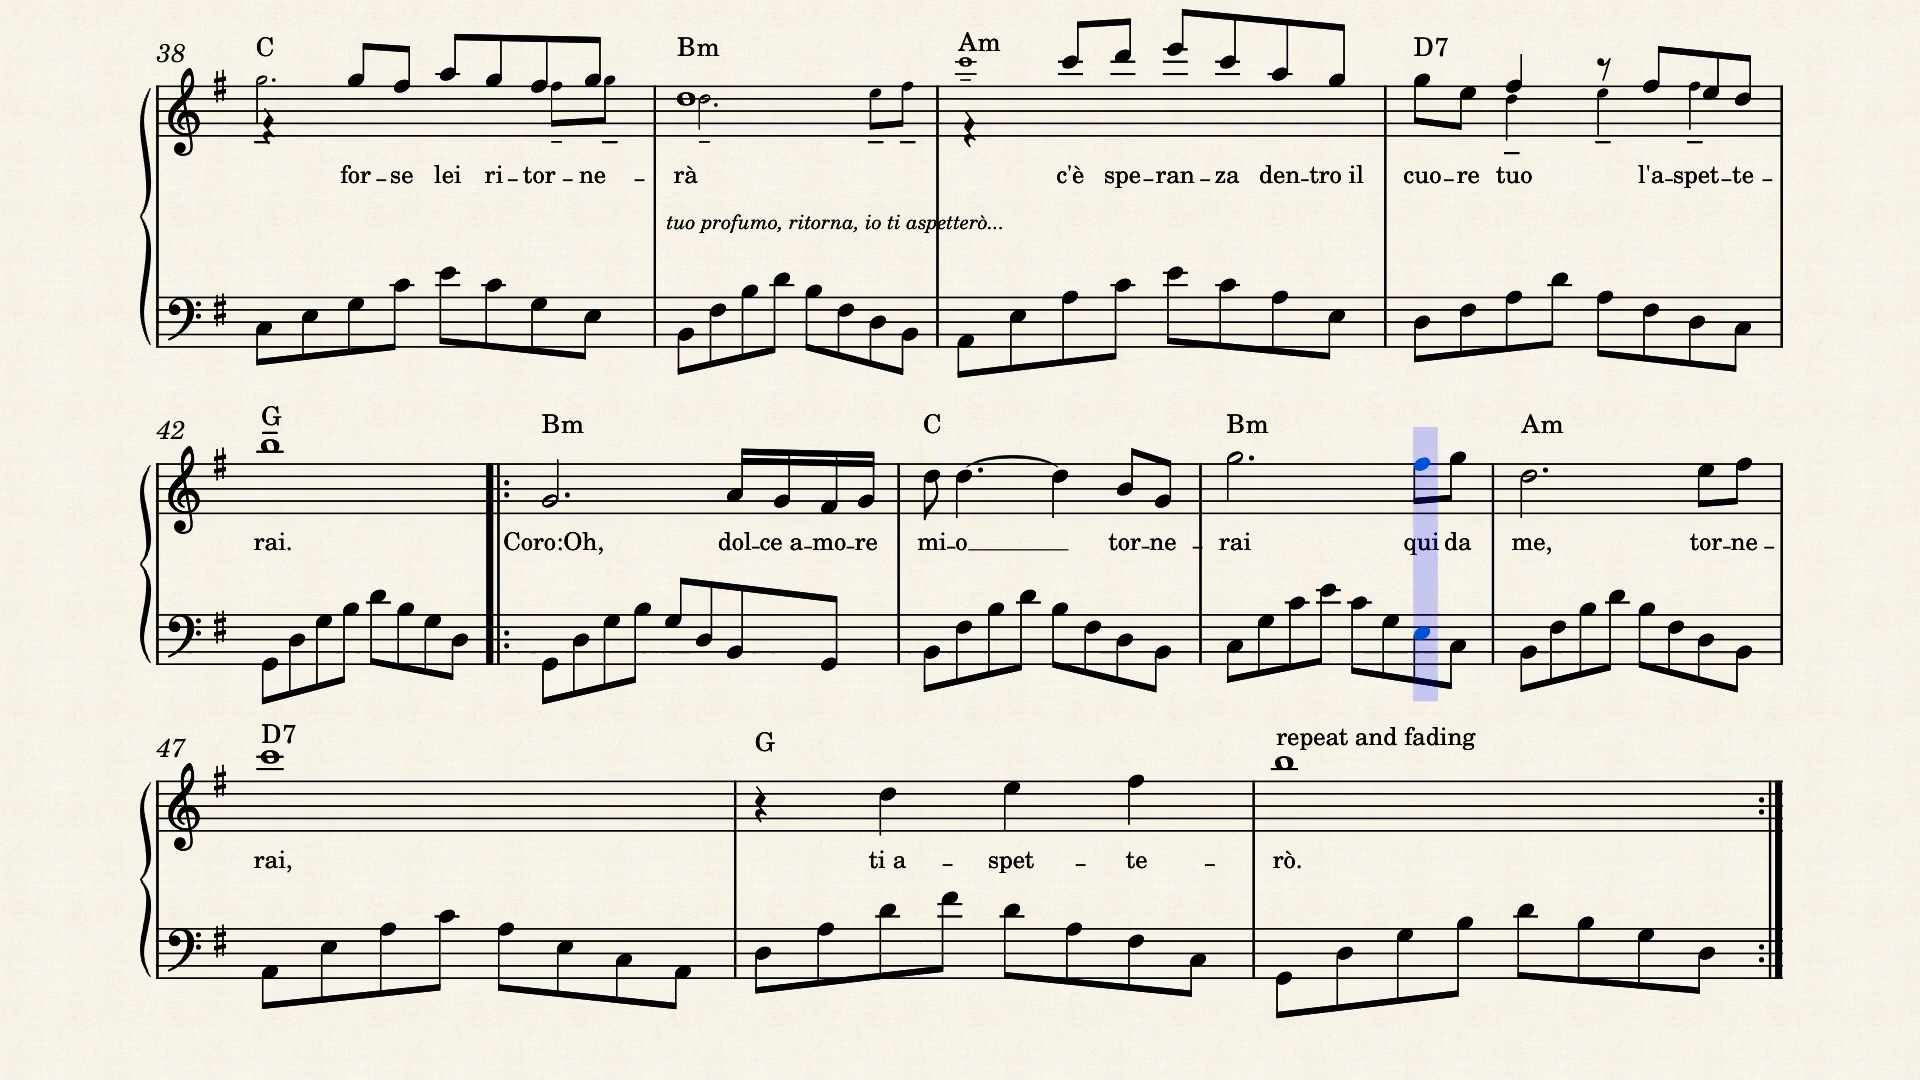 38 C Bm Am D7
for-se lei ri-tor-ne - rà c'è spe-ran-za den-tro il cuo-re tuo l'a-spet-te -
tuo profumo, ritorna, io ti aspetterò...
42 G Bm C Bm Am
rai. Coro:Oh, dol-ce a-mo-re mi-o____ tor-ne - rai qui da me, tor-ne-
47 D7 G repeat and fading
rai, ti a - spet - te - rò.